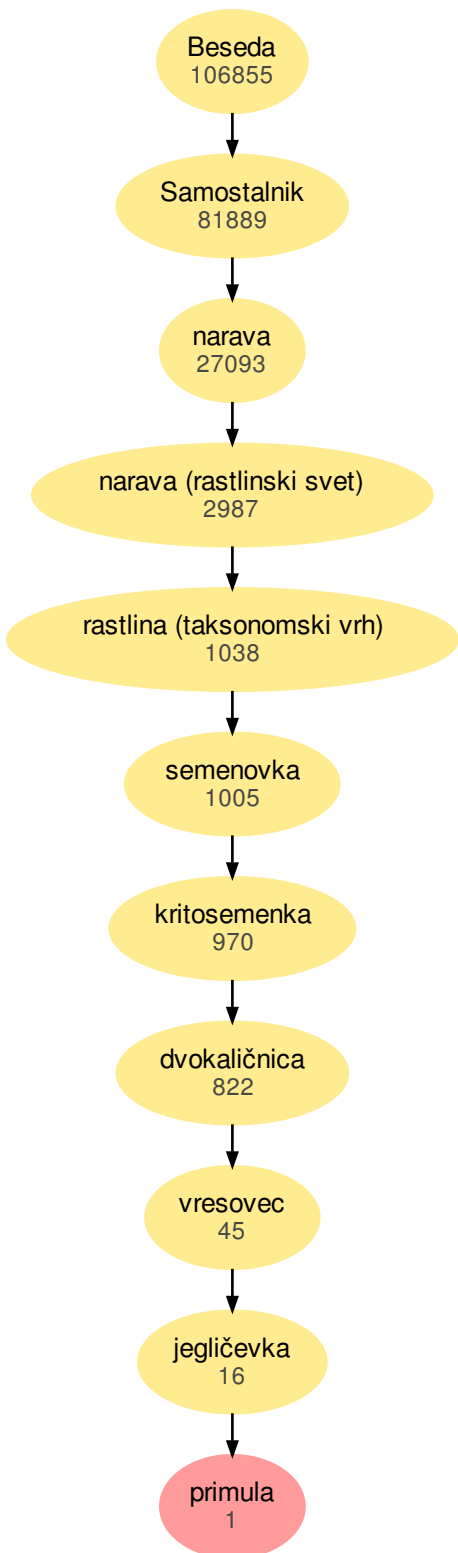 Beseda
106855
Samostalnik
81889
narava
27093
narava (rastlinski svet)
2987
rastlina (taksonomski vrh)
1038
semenovka
1005
kritosemenka
970
dvokaličnica
822
vresovec
45
jegličevka
16
primula
1